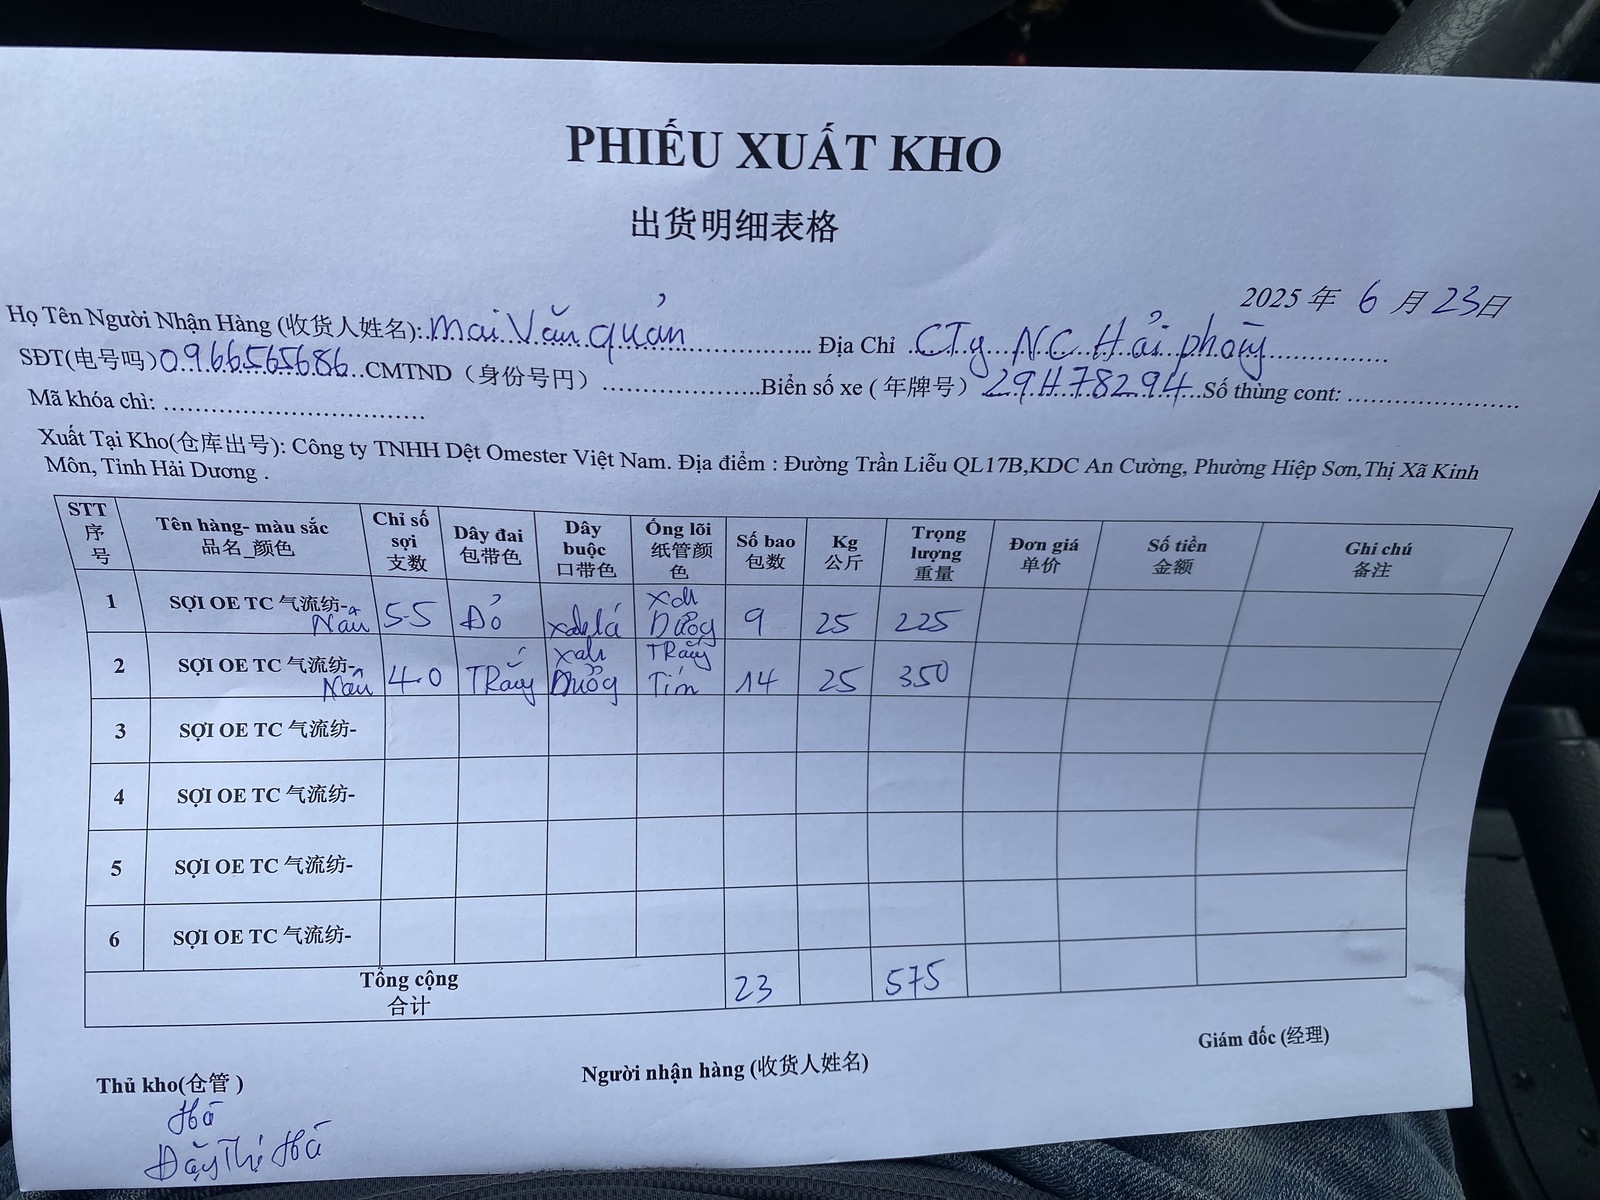 PHIẾU XUẤT KHO
出货明细表格
2025 年 6 月 23日
Họ Tên Người Nhận Hàng (收货人姓名): Mai Văn Quản Địa Chỉ CTy NC Hải phòng
SĐT(电号吗) 0966565686 CMTND（身份号円） Biển số xe ( 年牌号） 29H78294 Số thùng cont:
Mã khóa chì:
Xuất Tại Kho(仓库出号): Công ty TNHH Dệt Omester Việt Nam. Địa điểm : Đường Trần Liễu QL17B,KDC An Cường, Phường Hiệp Sơn,Thị Xã Kinh
Môn, Tỉnh Hải Dương .
STT 序号 Tên hàng- màu sắc 品名_颜色 Chỉ số sợi 支数 Dây đai 包带色 Dây buộc 口带色 Ống lõi 纸管颜色 Số bao 包数 Kg 公斤 Trọng lượng 重量 Đơn giá 单价 Số tiền 金额 Ghi chú 备注
1 SỢI OE TC 气流纺- Nâu 5-5 Đỏ xdh lá xdh Dưỡng 9 25 225
2 SỢI OE TC 气流纺- Nâu 4.0 TRắng xdh Dưỡng TRắng Tím 14 25 350
3 SỢI OE TC 气流纺-
4 SỢI OE TC 气流纺-
5 SỢI OE TC 气流纺-
6 SỢI OE TC 气流纺-
Tổng cộng 合计 23 575
Thủ kho(仓管 ) Người nhận hàng (收货人姓名) Giám đốc (经理)
Hà
Đặng Thị Hà